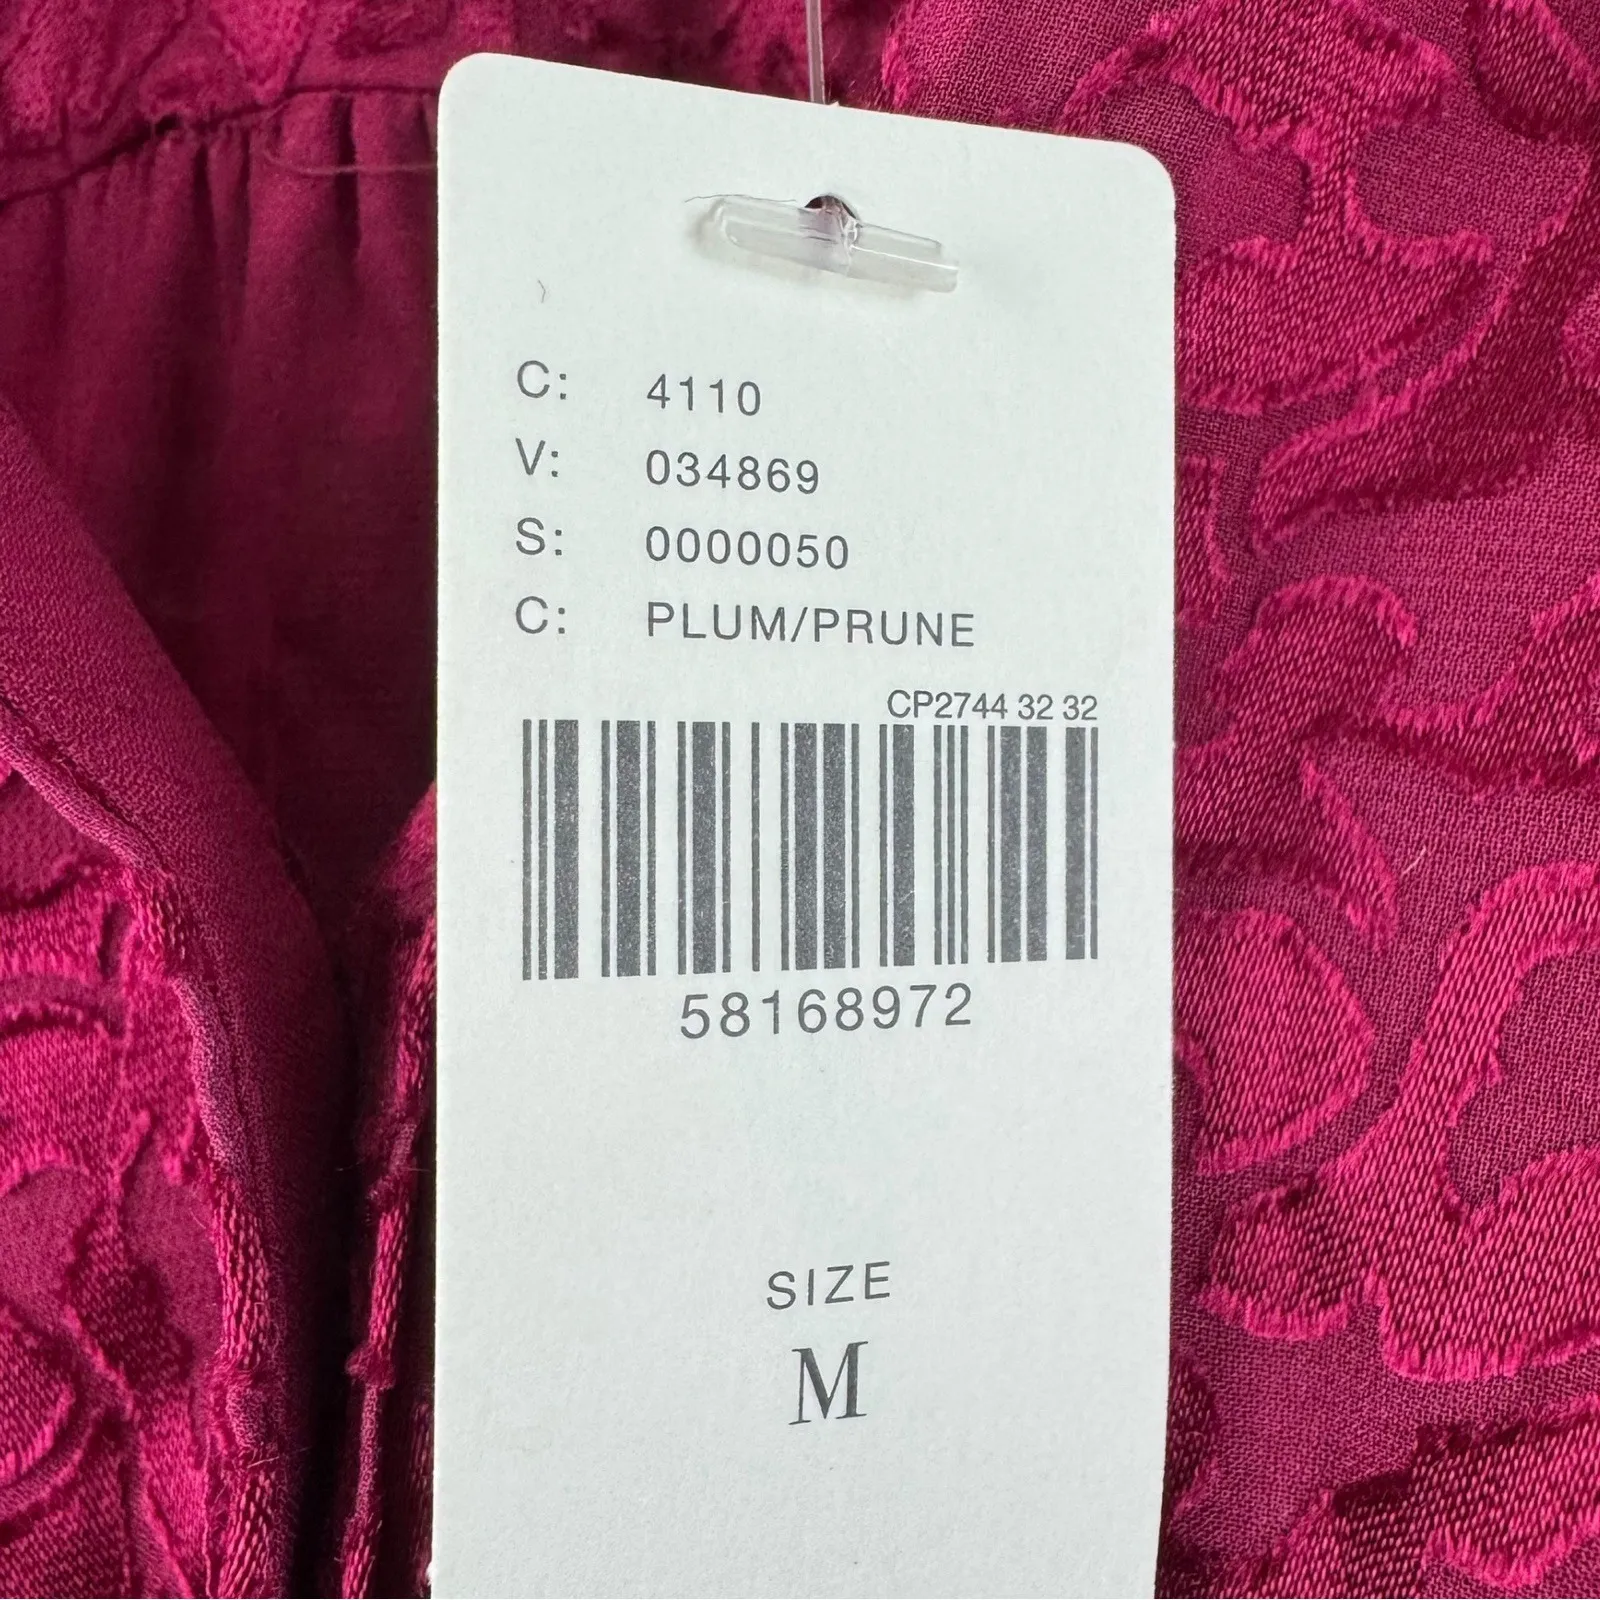 C: 4110
V: 034869
S: 0000050
C: PLUM/PRUNE
CP2744 32 32
58168972
SIZE
M